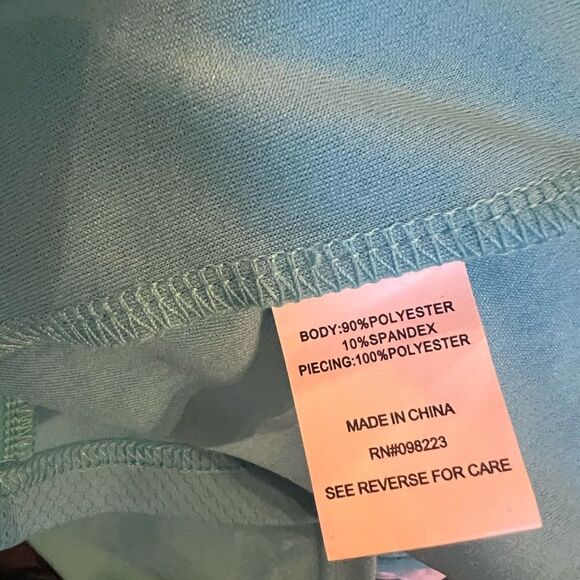 BODY:90%POLYESTER
10%SPANDEX
PIECING:100%POLYESTER
MADE IN CHINA
RN#098223
SEE REVERSE FOR CARE